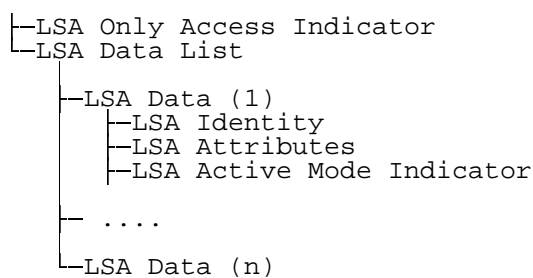 LSA Only Access Indicator
LSA Data List
LSA Data (1)
LSA Identity
LSA Attributes
LSA Active Mode Indicator
....
LSA Data (n)